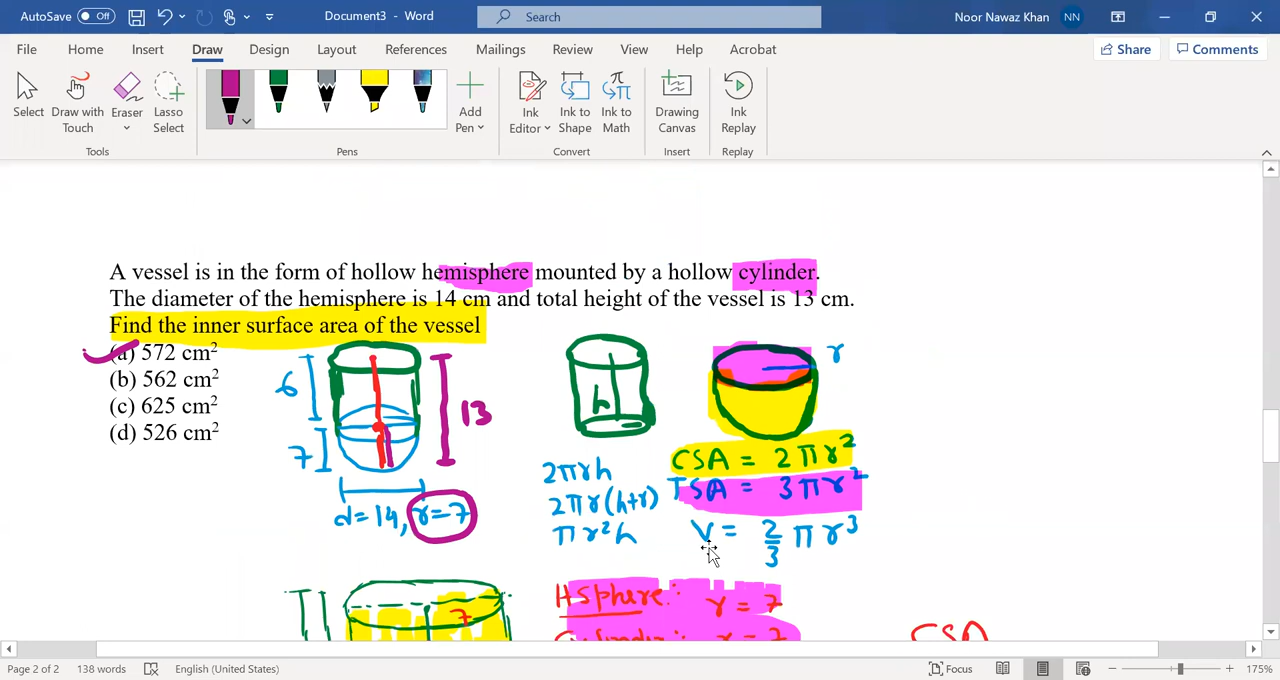 AutoSave Off Document3 - Word Search Noor Nawaz Khan NN
File Home Insert Draw Design Layout References Mailings Review View Help Acrobat Share Comments
Select Draw with Touch Eraser Lasso Select Add Pen Ink Editor Ink to Shape Ink to Math Drawing Canvas Ink Replay
Tools Pens Convert Insert Replay
A vessel is in the form of hollow hemisphere mounted by a hollow cylinder.
The diameter of the hemisphere is 14 cm and total height of the vessel is 13 cm.
Find the inner surface area of the vessel
(a) 572 cm²
(b) 562 cm²
(c) 625 cm²
(d) 526 cm²
6
7
13
d=14, r=7
h
r
2πrh
2πr(h+r)
πr²h
CSA = 2πr²
TSA = 3πr²
V = 2/3 πr³
7
HSphere: r = 7
Cylinder: r = 7
CSA
Page 2 of 2 138 words English (United States) Focus 175%